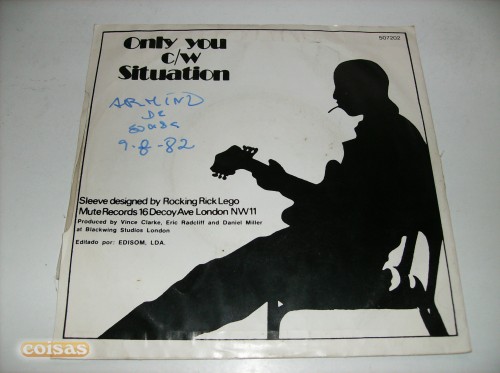 Only you
507202
c/w
Situation
ARMIND
DE
SOUSA
9-8-82
Sleeve designed by Rocking Rick Lego
Mute Records 16 Decoy Ave London NW11
Produced by Vince Clarke, Eric Radcliff and Daniel Miller
at Blackwing Studios London
Editado por: EDISOM, LDA.
coisas